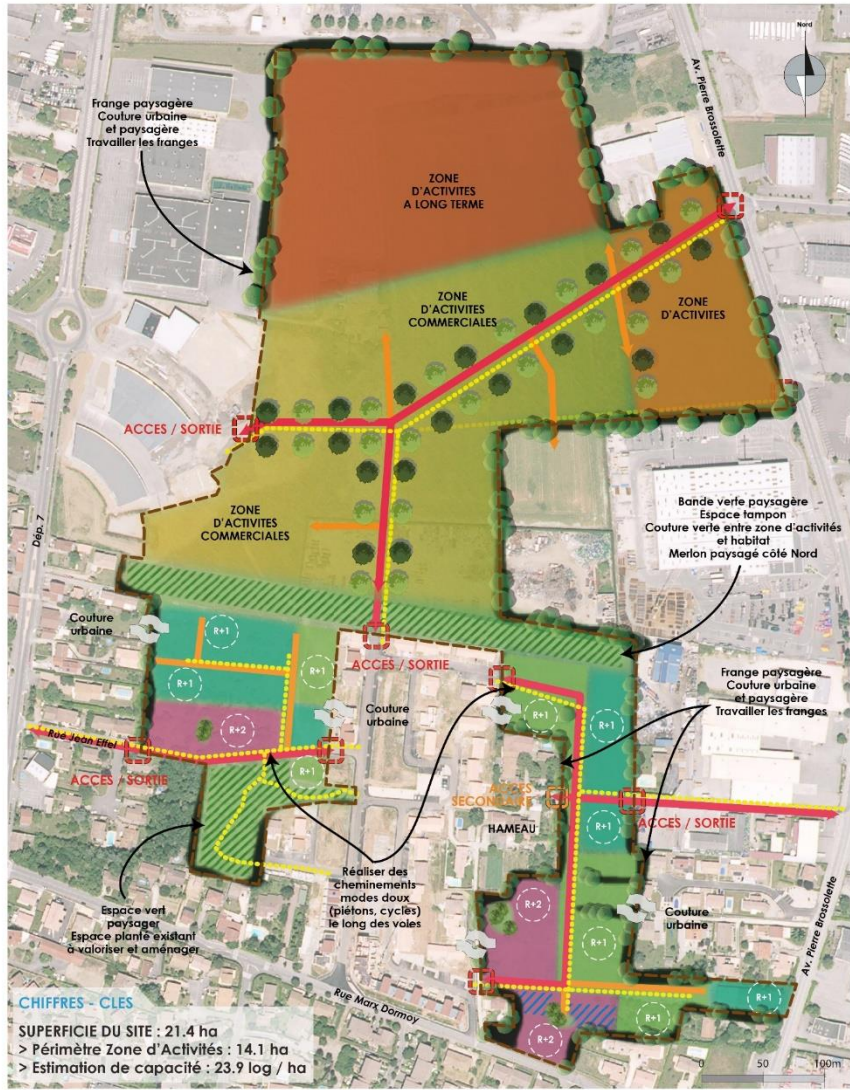 Nord
Av. Pierre Brossolette
Frange paysagère
Couture urbaine
et paysagère
Travailler les franges
ZONE
D'ACTIVITES
A LONG TERME
ZONE
D'ACTIVITES
COMMERCIALES
ZONE
D'ACTIVITES
ACCES / SORTIE
Dép. 7
ZONE
D'ACTIVITES
COMMERCIALES
Bande verte paysagère
Espace tampon
Couture verte entre zone d'activités
et habitat
Merlon paysagé côté Nord
Couture
urbaine
R+1
R+1
R+1
ACCES / SORTIE
Couture
urbaine
R+2
Rue Jean Eiffel
ACCES / SORTIE
R+1
R+1
R+1
Frange paysagère
Couture urbaine
et paysagère
Travailler les franges
ACCES
SECONDAIRE
HAMEAU
R+1
ACCES / SORTIE
Réaliser des
cheminements
modes doux
(piétons, cycles)
le long des voies
Espace vert
paysager
Espace planté existant
à valoriser et aménager
R+2
R+1
Couture
urbaine
Av. Pierre Brossolette
Rue Marx Dormoy
R+1
R+1
R+2
CHIFFRES - CLES
SUPERFICIE DU SITE : 21.4 ha
> Périmètre Zone d'Activités : 14.1 ha
> Estimation de capacité : 23.9 log / ha
0 50 100m